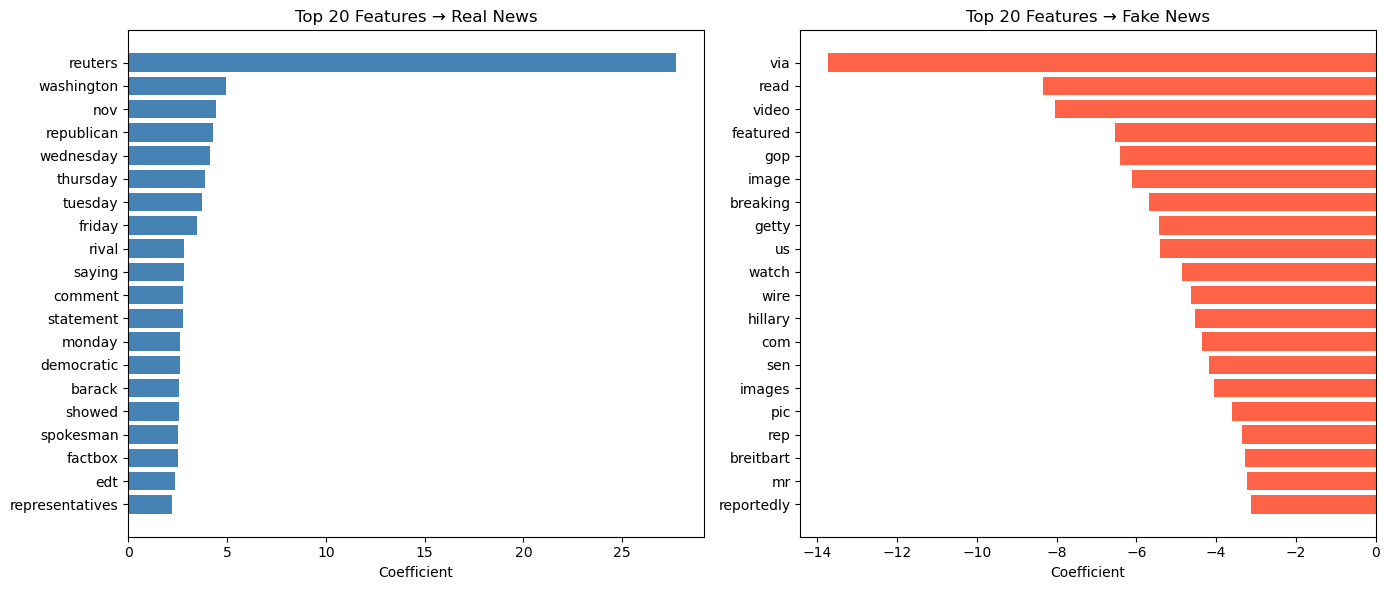 Top 20 Features → Real News
reuters
washington
nov
republican
wednesday
thursday
tuesday
friday
rival
saying
comment
statement
monday
democratic
barack
showed
spokesman
factbox
edt
representatives
0
5
10
15
20
25
Coefficient
Top 20 Features → Fake News
via
read
video
featured
gop
image
breaking
getty
us
watch
wire
hillary
com
sen
images
pic
rep
breitbart
mr
reportedly
−14
−12
−10
−8
−6
−4
−2
0
Coefficient